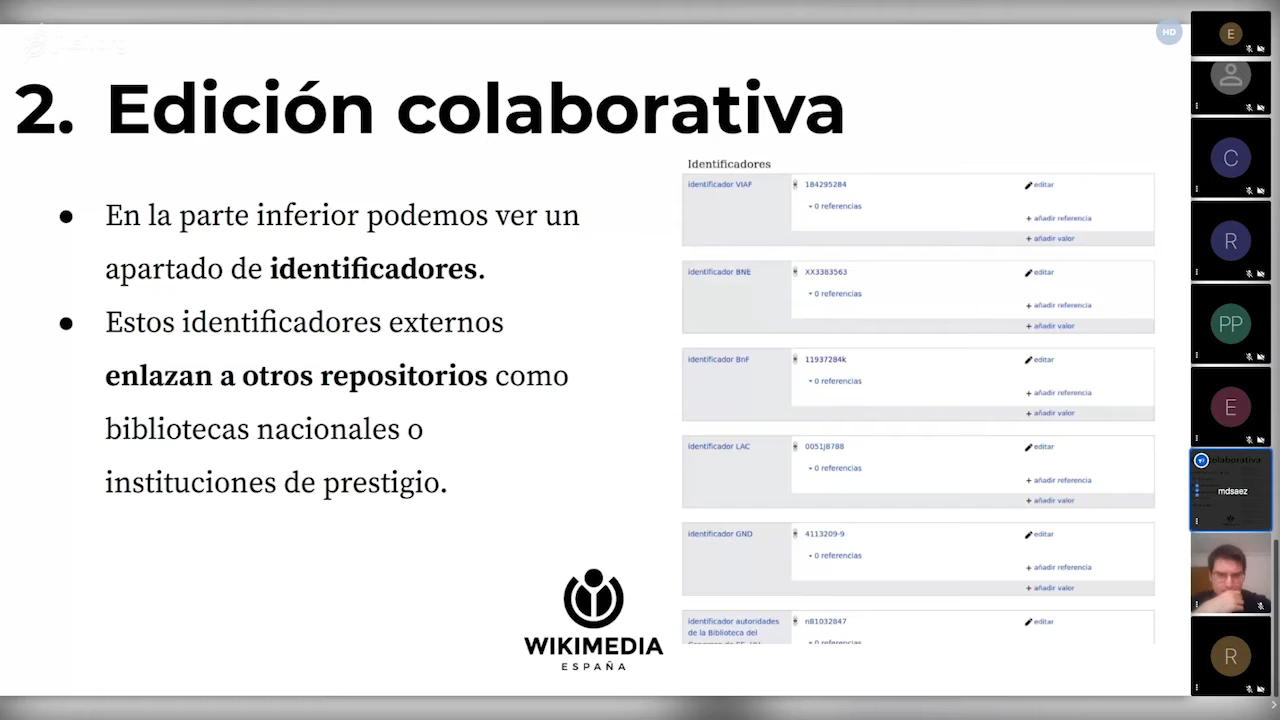 HD
2. Edición colaborativa
● En la parte inferior podemos ver un
apartado de identificadores.
● Estos identificadores externos
enlazan a otros repositorios como
bibliotecas nacionales o
instituciones de prestigio.
WIKIMEDIA
ESPAÑA
Identificadores
identificador VIAF
184295284
editar
0 referencias
+ añadir referencia
+ añadir valor
identificador BNE
XX3383563
editar
0 referencias
+ añadir referencia
+ añadir valor
identificador BnF
11937284k
editar
0 referencias
+ añadir referencia
+ añadir valor
identificador LAC
0051J8788
editar
0 referencias
+ añadir referencia
+ añadir valor
identificador GND
4113209-9
editar
0 referencias
+ añadir referencia
+ añadir valor
identificador autoridades
de la Biblioteca del
n81032847
editar
0 referencias
E
C
R
PP
E
colaborativa
mdsaez
R